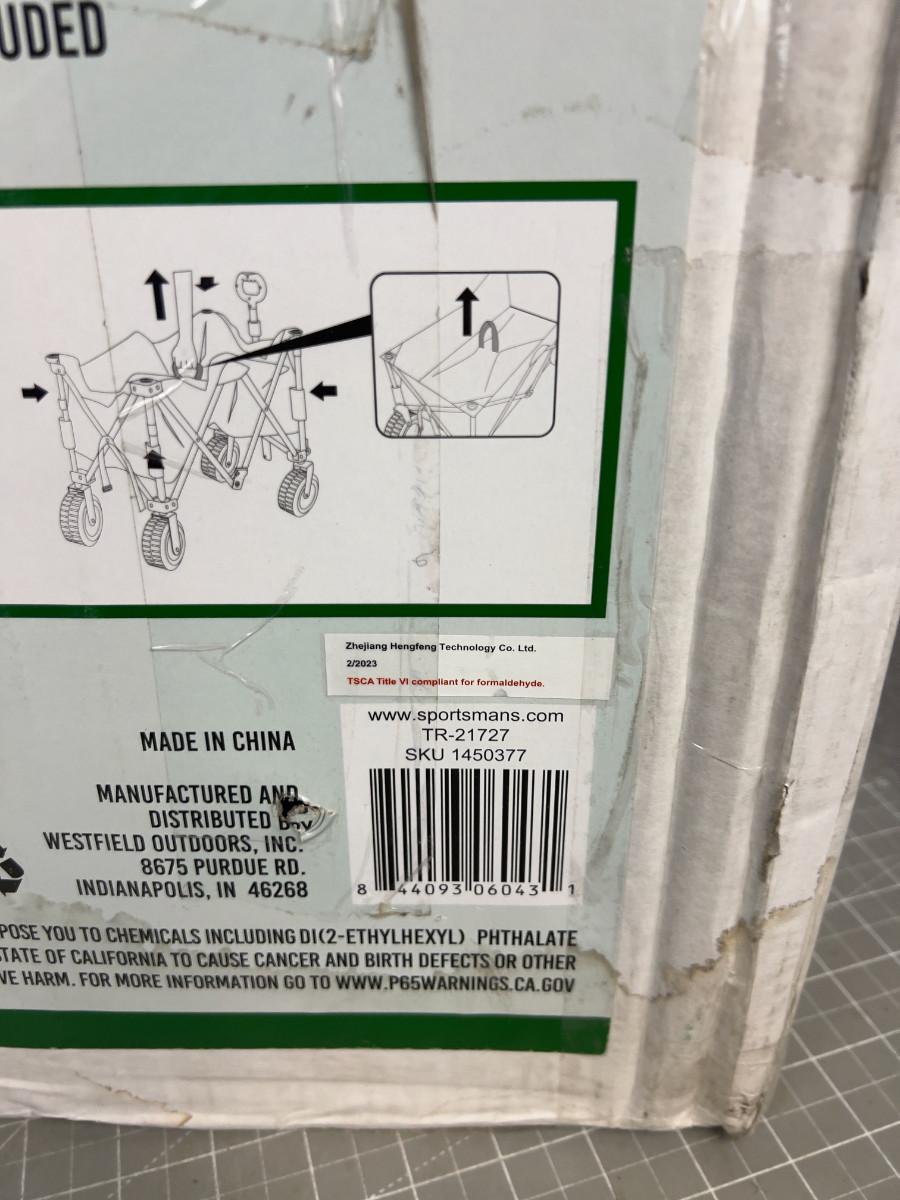 UDED
Zhejiang Hengfeng Technology Co. Ltd.
2/2023
TSCA Title VI compliant for formaldehyde.
www.sportsmans.com
TR-21727
SKU 1450377
8 44093 06043 1
MADE IN CHINA
MANUFACTURED AND
DISTRIBUTED BY
WESTFIELD OUTDOORS, INC.
8675 PURDUE RD.
INDIANAPOLIS, IN 46268
POSE YOU TO CHEMICALS INCLUDING DI(2-ETHYLHEXYL) PHTHALATE
STATE OF CALIFORNIA TO CAUSE CANCER AND BIRTH DEFECTS OR OTHER
VE HARM. FOR MORE INFORMATION GO TO WWW.P65WARNINGS.CA.GOV